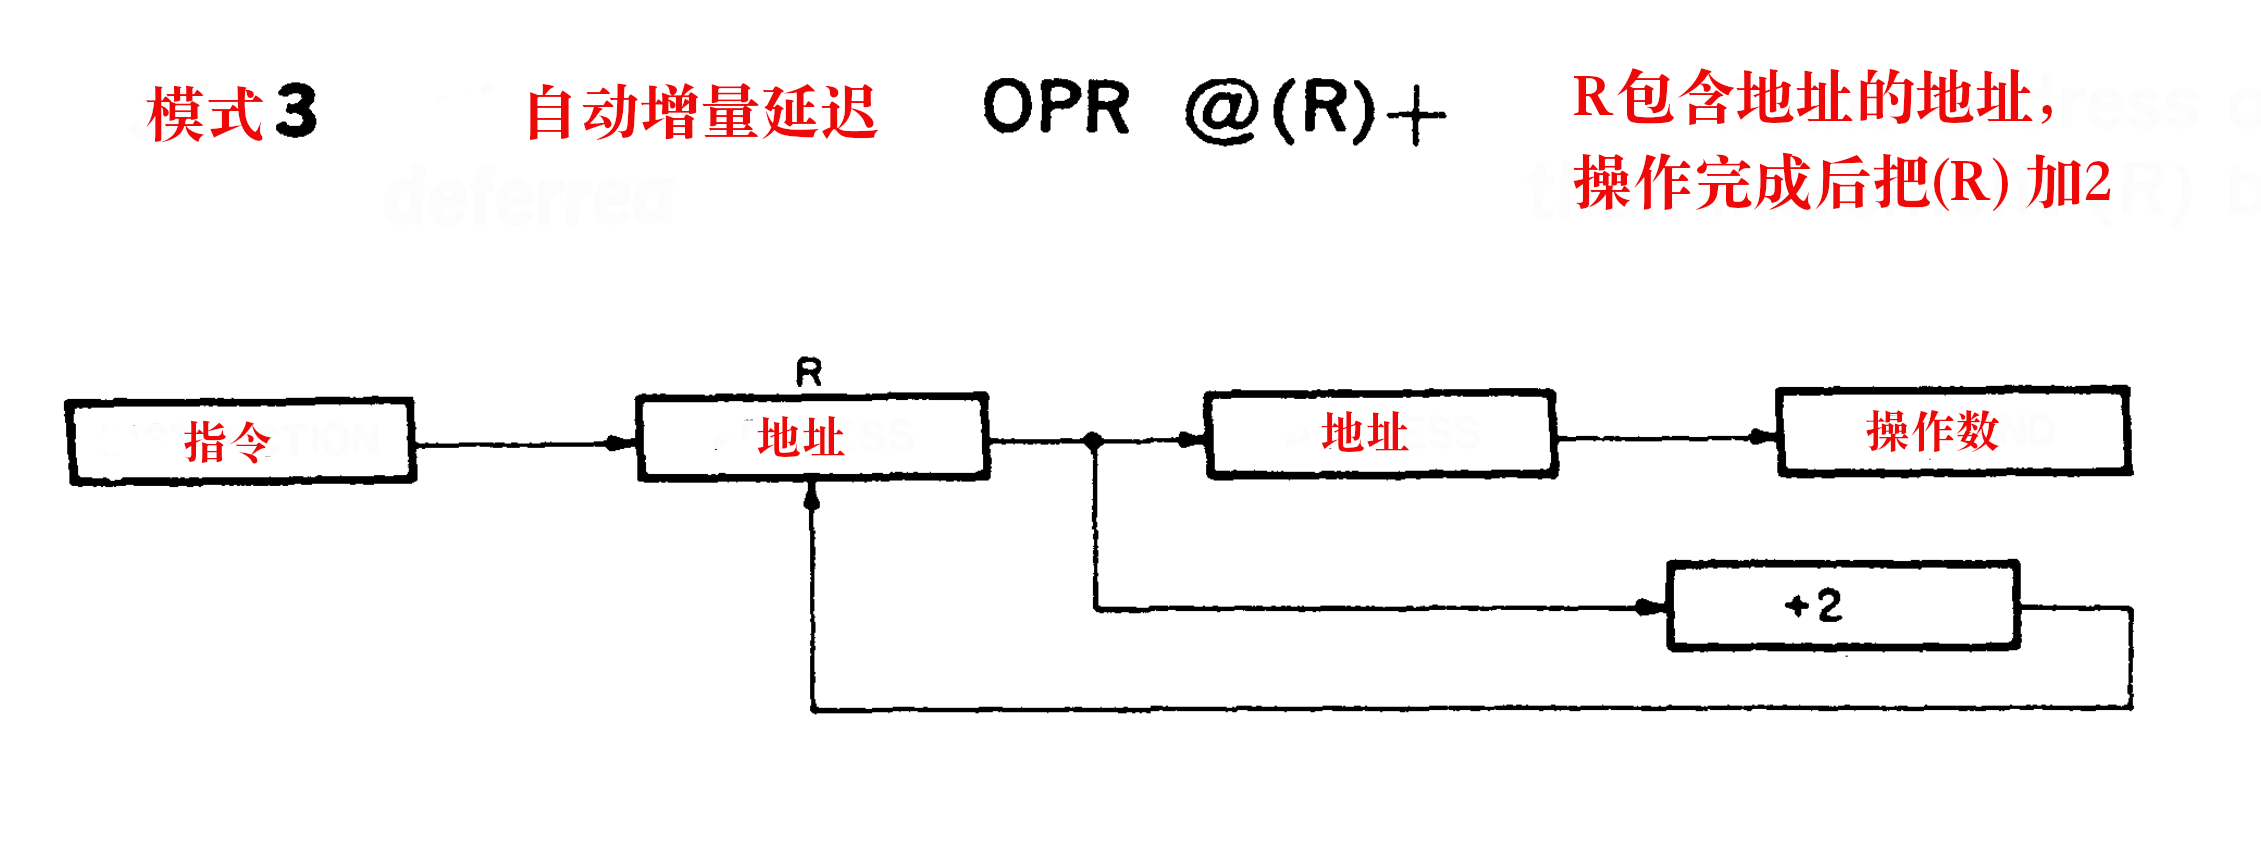 模式3 自动增量延迟 OPR @(R)+ R包含地址的地址，
操作完成后把(R) 加2
R
指令 地址 地址 操作数
+2